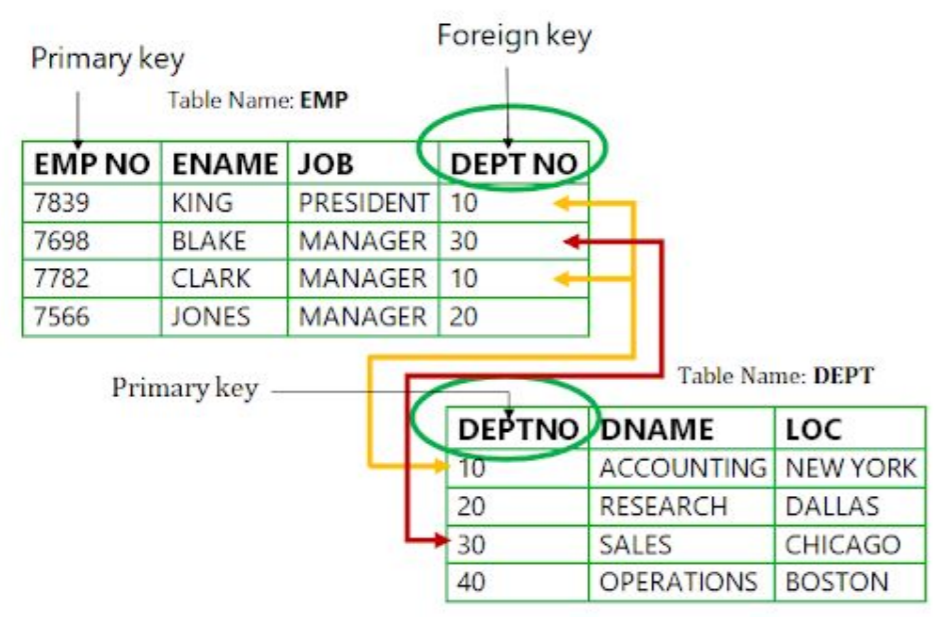 Foreign key
Primary key
Table Name: EMP
EMP NO ENAME JOB DEPT NO
7839 KING PRESIDENT 10
7698 BLAKE MANAGER 30
7782 CLARK MANAGER 10
7566 JONES MANAGER 20
Table Name: DEPT
Primary key
DEPTNO DNAME LOC
10 ACCOUNTING NEW YORK
20 RESEARCH DALLAS
30 SALES CHICAGO
40 OPERATIONS BOSTON